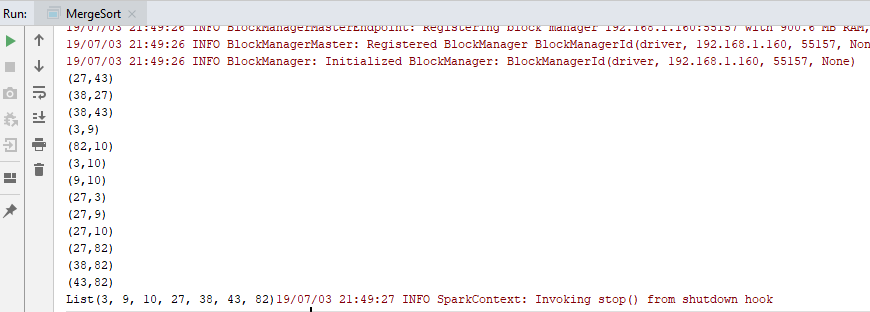 Run: MergeSort
19/07/03 21:49:26 INFO BlockManagerMasterEndpoint: Registering block manager 192.168.1.160:55157 with 900.6 MB RAM,
19/07/03 21:49:26 INFO BlockManagerMaster: Registered BlockManager BlockManagerId(driver, 192.168.1.160, 55157, Non
19/07/03 21:49:26 INFO BlockManager: Initialized BlockManager: BlockManagerId(driver, 192.168.1.160, 55157, None)
(27,43)
(38,27)
(38,43)
(3,9)
(82,10)
(3,10)
(9,10)
(27,3)
(27,9)
(27,10)
(27,82)
(38,82)
(43,82)
List(3, 9, 10, 27, 38, 43, 82)19/07/03 21:49:27 INFO SparkContext: Invoking stop() from shutdown hook